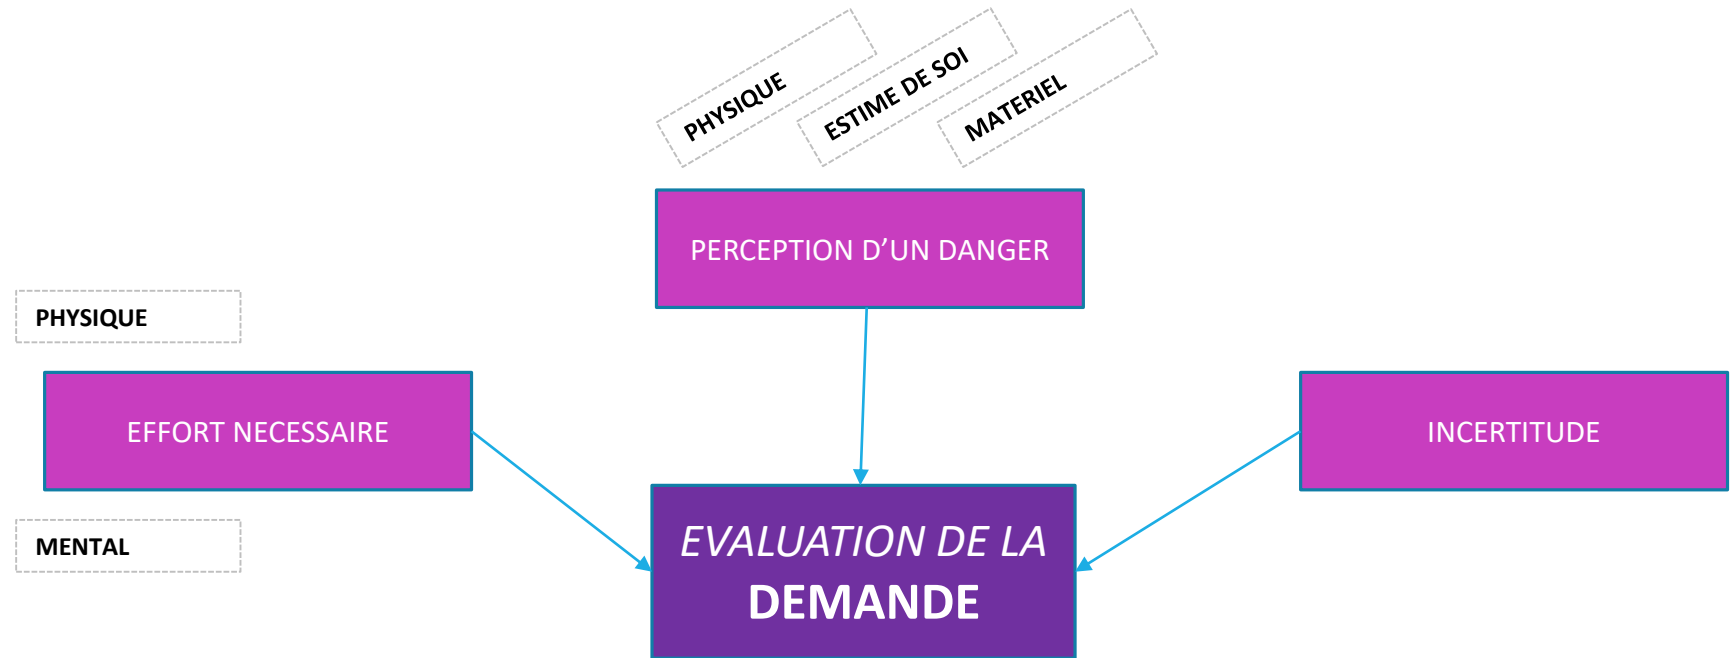 PHYSIQUE
ESTIME DE SOI
MATERIEL
PERCEPTION D’UN DANGER
PHYSIQUE
EFFORT NECESSAIRE
INCERTITUDE
MENTAL
EVALUATION DE LA
DEMANDE